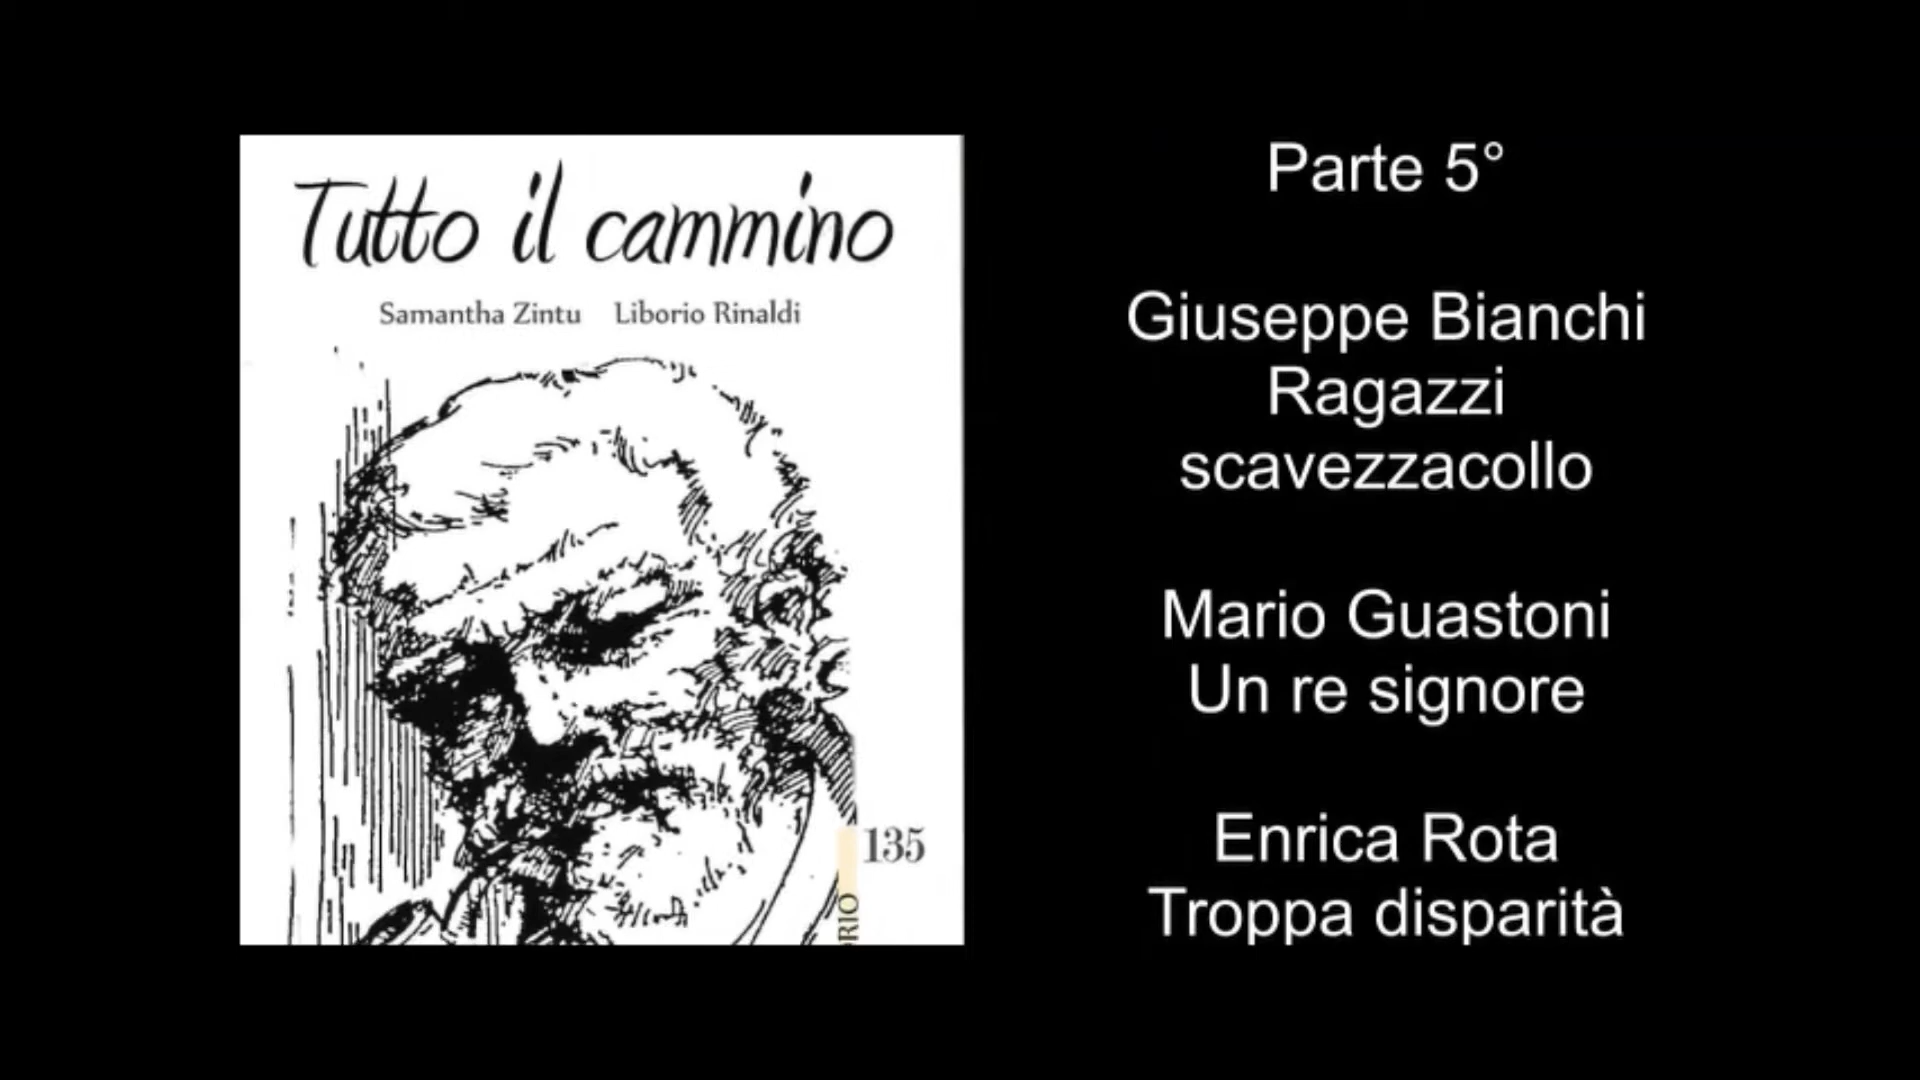 Tutto il cammino
Samantha Zintu Liborio Rinaldi
135
ORIO
Parte 5°
Giuseppe Bianchi
Ragazzi
scavezzacollo
Mario Guastoni
Un re signore
Enrica Rota
Troppa disparità